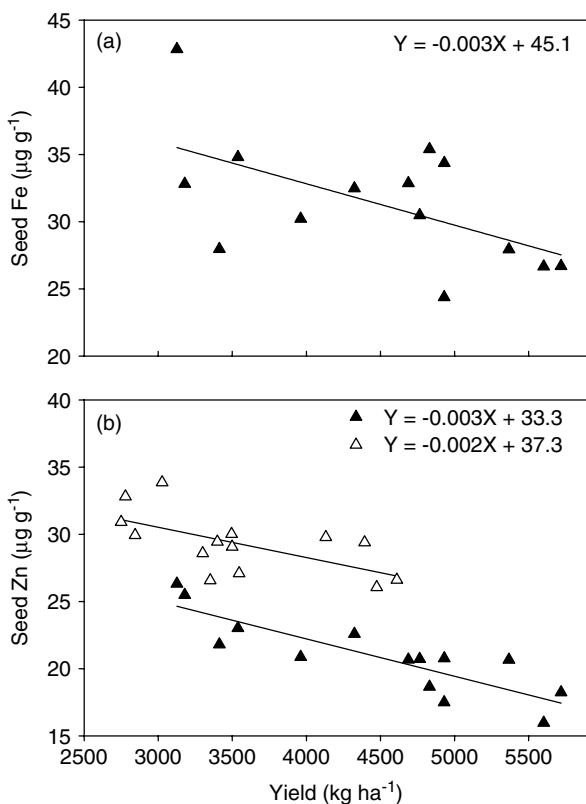 45
(a)
Y = -0.003X + 45.1
40
35
30
25
20
Seed Fe (µg g⁻¹)
40
(b)
▲ Y = -0.003X + 33.3
△ Y = -0.002X + 37.3
35
30
25
20
15
Seed Zn (µg g⁻¹)
2500 3000 3500 4000 4500 5000 5500
Yield (kg ha⁻¹)